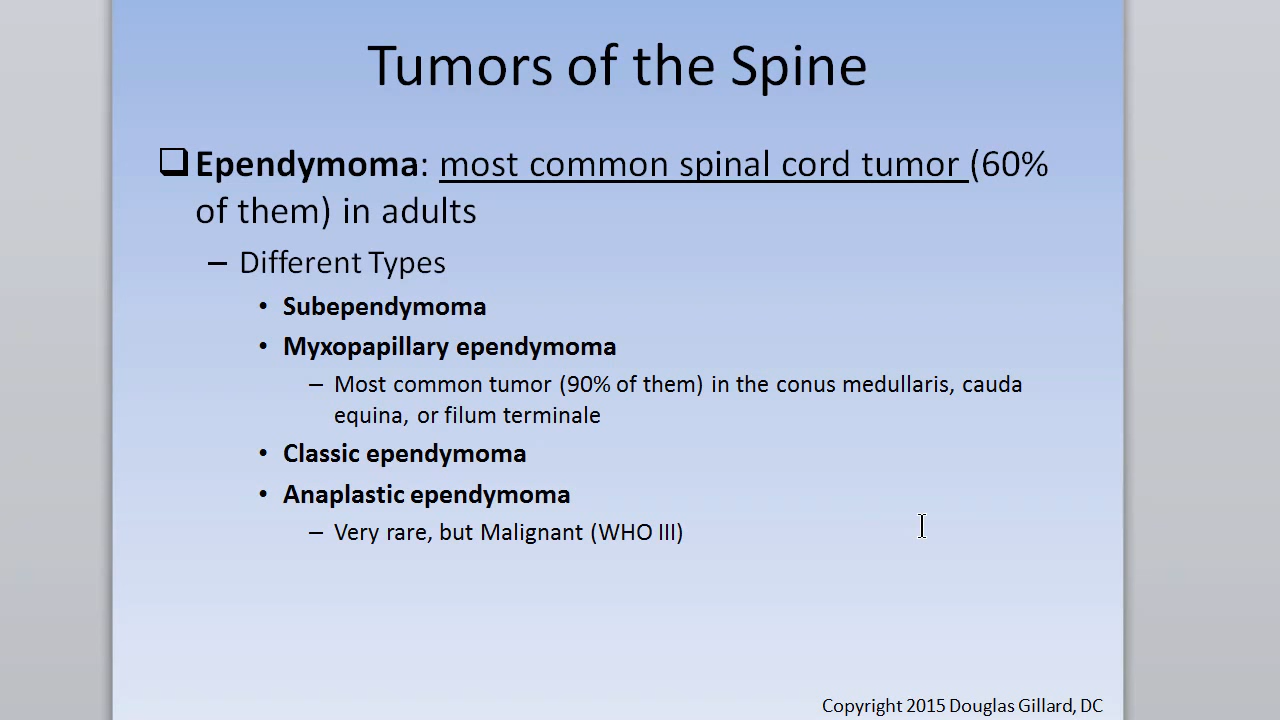 Tumors of the Spine
❑ Ependymoma: most common spinal cord tumor (60%
of them) in adults
– Different Types
• Subependymoma
• Myxopapillary ependymoma
– Most common tumor (90% of them) in the conus medullaris, cauda
equina, or filum terminale
• Classic ependymoma
• Anaplastic ependymoma
– Very rare, but Malignant (WHO III)
Copyright 2015 Douglas Gillard, DC